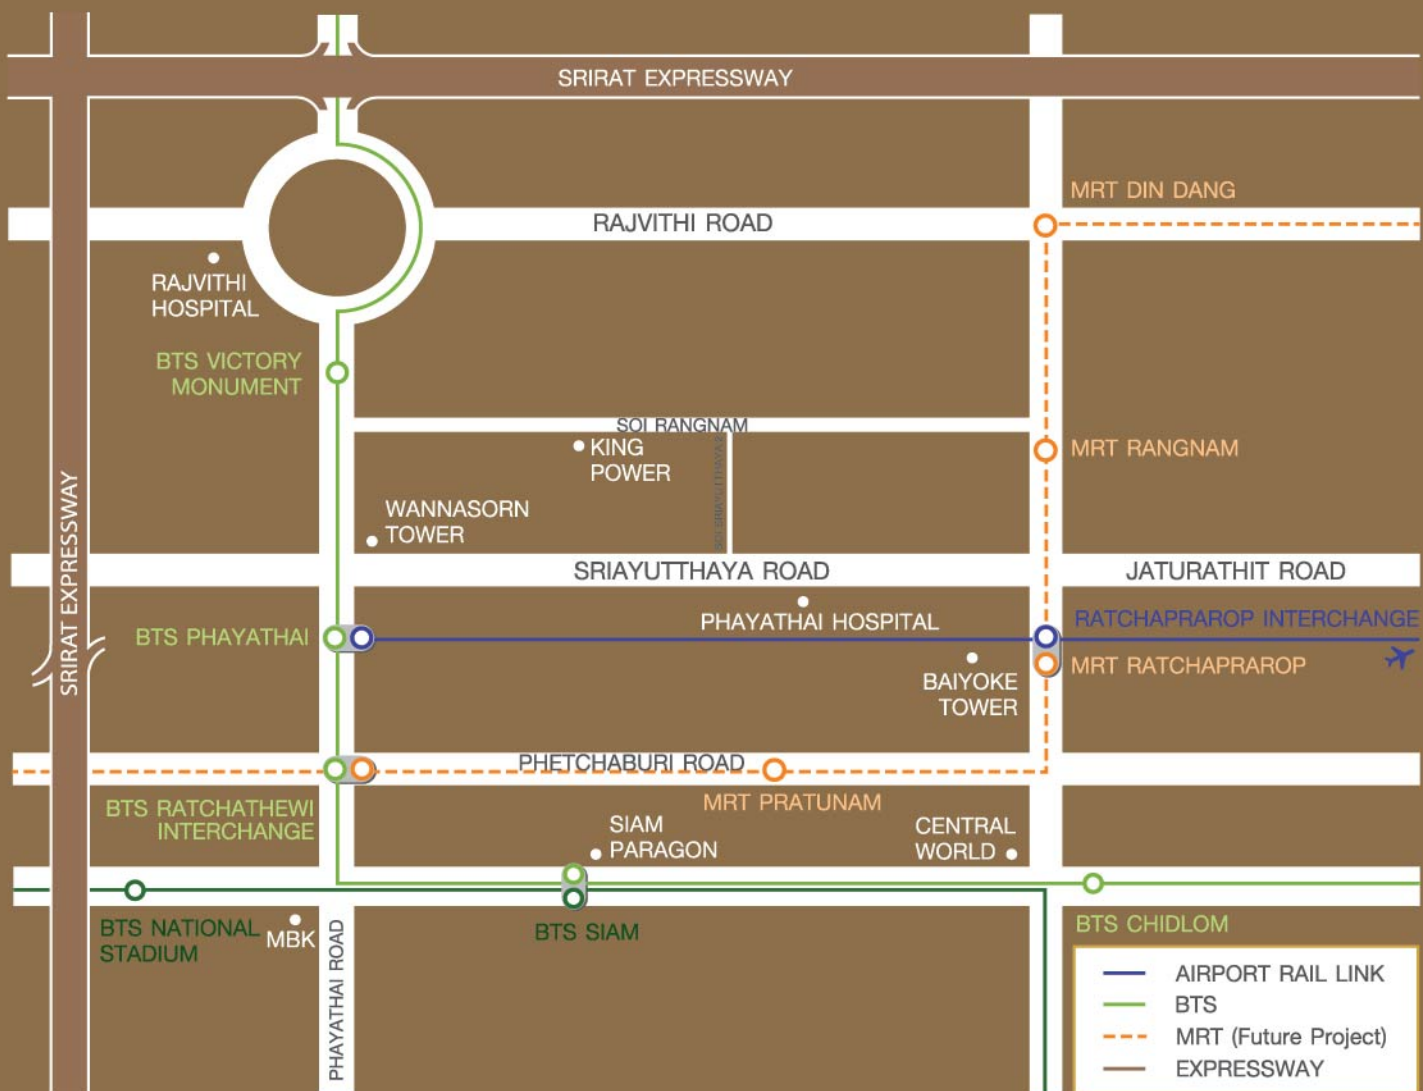 SRIRAT EXPRESSWAY
MRT DIN DANG
RAJVITHI ROAD
RAJVITHI
HOSPITAL
BTS VICTORY
MONUMENT
SOI RANGNAM
KING
POWER
MRT RANGNAM
WANNASORN
TOWER
SRIRAT EXPRESSWAY
SRIAYUTTHAYA ROAD
JATURATHIT ROAD
PHAYATHAI HOSPITAL
RATCHAPRAROP INTERCHANGE
BTS PHAYATHAI
MRT RATCHAPRAROP
BAIYOKE
TOWER
PHETCHABURI ROAD
MRT PRATUNAM
BTS RATCHATHEWI
INTERCHANGE
SIAM
PARAGON
CENTRAL
WORLD
BTS NATIONAL
STADIUM
MBK
PHAYATHAI ROAD
BTS SIAM
BTS CHIDLOM
AIRPORT RAIL LINK
BTS
MRT (Future Project)
EXPRESSWAY